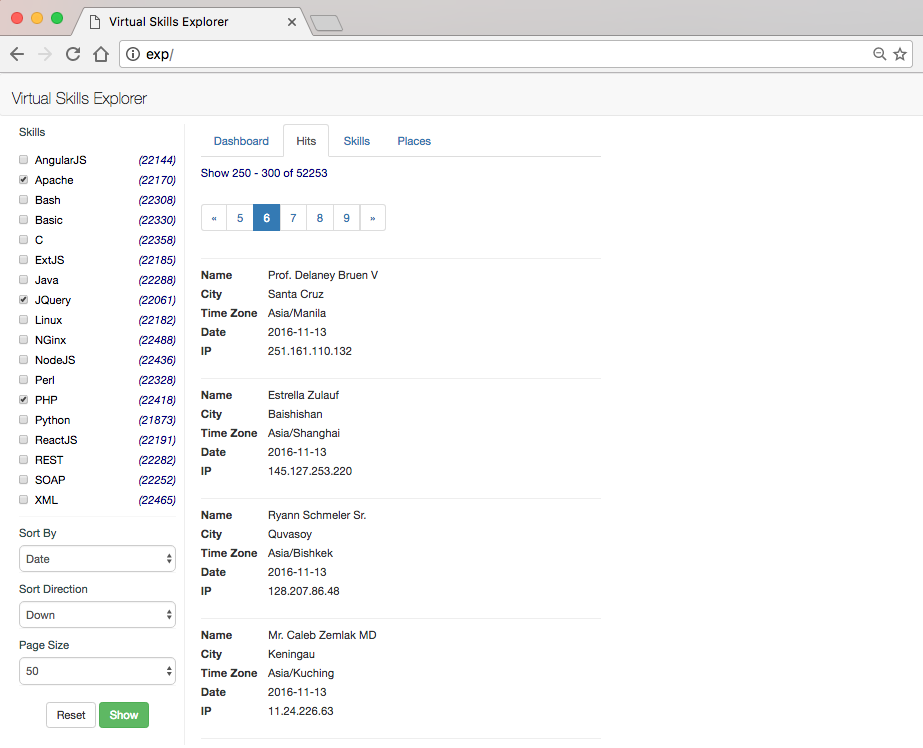 Virtual Skills Explorer
exp/
Virtual Skills Explorer
Skills
AngularJS (22144)
Apache (22170)
Bash (22308)
Basic (22330)
C (22358)
ExtJS (22185)
Java (22288)
JQuery (22061)
Linux (22182)
NGinx (22488)
NodeJS (22436)
Perl (22328)
PHP (22418)
Python (21873)
ReactJS (22191)
REST (22282)
SOAP (22252)
XML (22465)
Sort By
Date
Sort Direction
Down
Page Size
50
Reset Show
Dashboard Hits Skills Places
Show 250 - 300 of 52253
« 5 6 7 8 9 »
Name Prof. Delaney Bruen V
City Santa Cruz
Time Zone Asia/Manila
Date 2016-11-13
IP 251.161.110.132
Name Estrella Zulauf
City Baishishan
Time Zone Asia/Shanghai
Date 2016-11-13
IP 145.127.253.220
Name Ryann Schmeler Sr.
City Quvasoy
Time Zone Asia/Bishkek
Date 2016-11-13
IP 128.207.86.48
Name Mr. Caleb Zemlak MD
City Keningau
Time Zone Asia/Kuching
Date 2016-11-13
IP 11.24.226.63